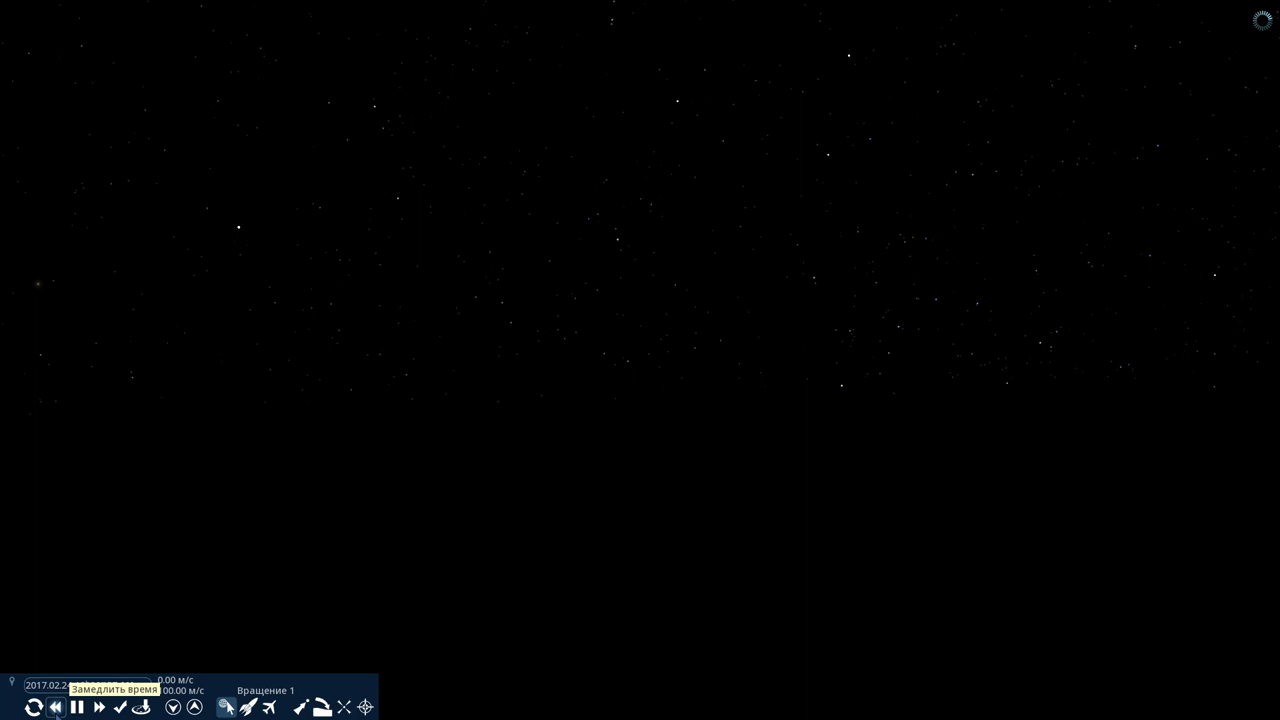 0.00 м/с
2017.02.2
Замедлить время
00.00 м/с
Вращение 1